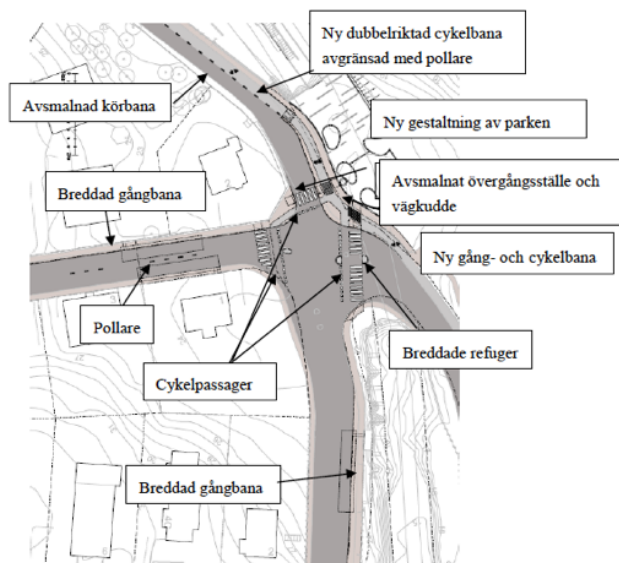 Ny dubbelriktad cykelbana
avgränsad med pollare
Avsmalnad körbana
Ny gestaltning av parken
Avsmalnat övergångsställe och
vägkudde
Breddad gångbana
Ny gång- och cykelbana
Pollare
Breddade refuger
Cykelpassager
Breddad gångbana